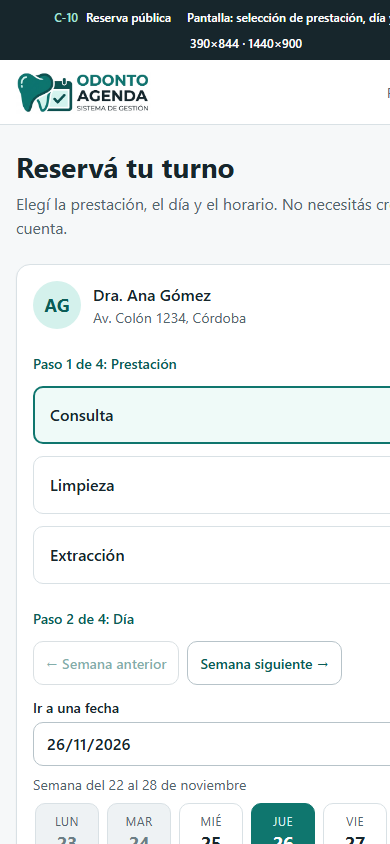 C-10 Reserva pública Pantalla: selección de prestación, día
390×844 · 1440×900
ODONTO
AGENDA
SISTEMA DE GESTIÓN
Reservá tu turno
Elegí la prestación, el día y el horario. No necesitás
cuenta.
AG
Dra. Ana Gómez
Av. Colón 1234, Córdoba
Paso 1 de 4: Prestación
Consulta
Limpieza
Extracción
Paso 2 de 4: Día
← Semana anterior Semana siguiente →
Ir a una fecha
26/11/2026
Semana del 22 al 28 de noviembre
LUN MAR MIÉ JUE VIE
23 24 25 26 27